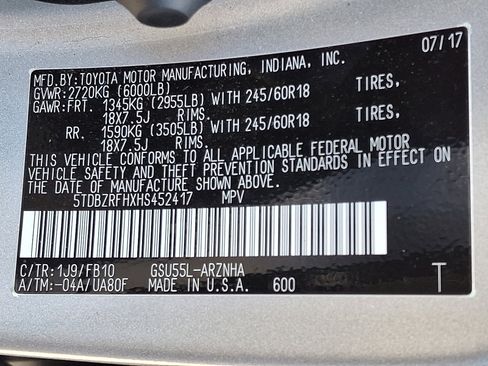 MFD.BY:TOYOTA MOTOR MANUFACTURING, INDIANA, INC. 07/17
GVWR:2720KG (6000LB)
GAWR:FRT. 1345KG (2955LB) WITH 245/60R18 TIRES,
18X7.5J RIMS.
RR. 1590KG (3505LB) WITH 245/60R18 TIRES,
18X7.5J RIMS.
THIS VEHICLE CONFORMS TO ALL APPLICABLE FEDERAL MOTOR
VEHICLE SAFETY AND THEFT PREVENTION STANDARDS IN EFFECT ON
THE DATE OF MANUFACTURE SHOWN ABOVE.
5TDBZRFHXHS452417 MPV
C/TR:1J9/FB10 GSU55L-ARZNHA T
A/TM:-04A/UA80F MADE IN U.S.A. 600